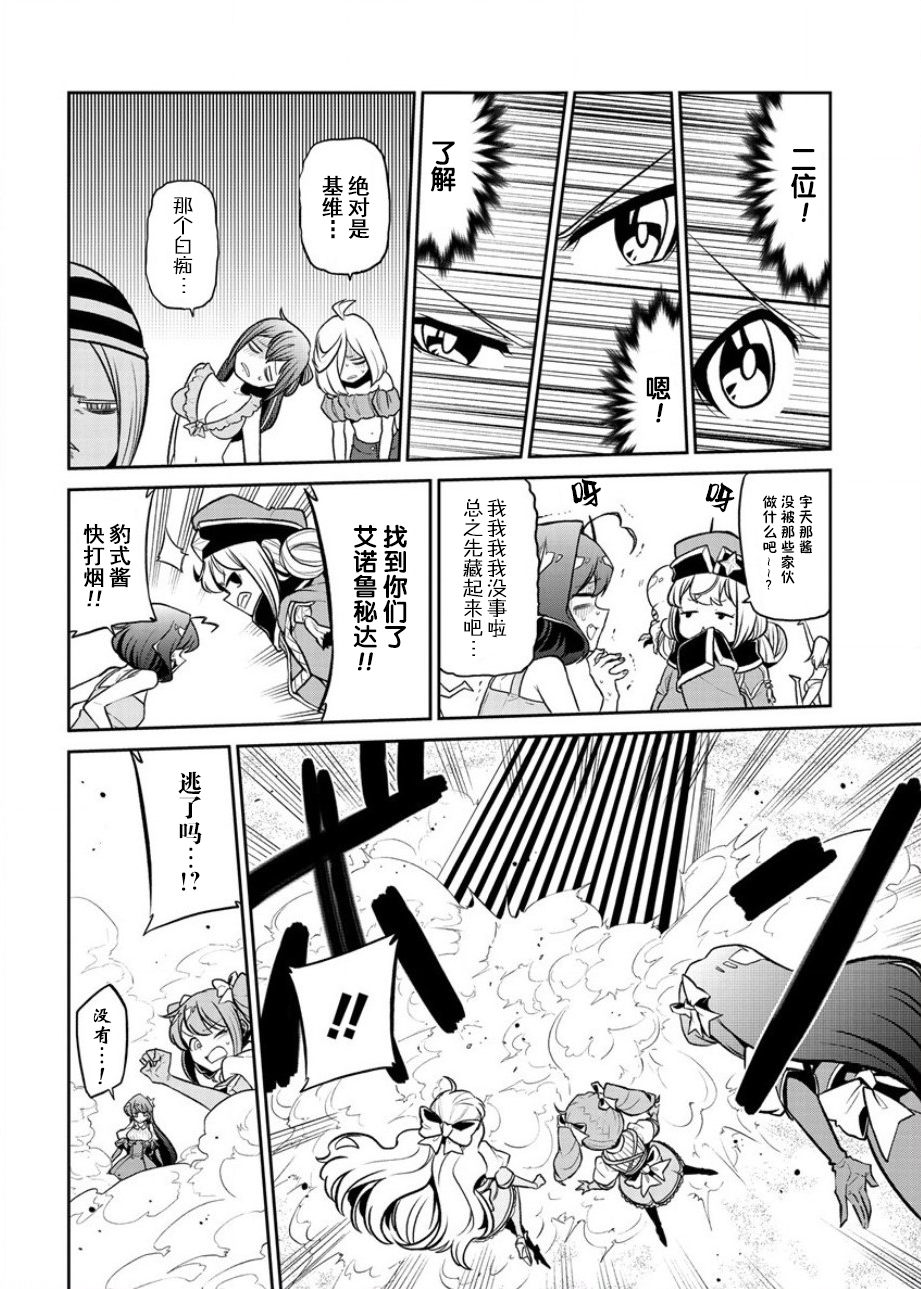 二位！
嗯！
了解
绝对是
基维…
那个白
痴…
宇天那酱
没被那些家伙
做什么吧～？
呀
呀
我我我我没事啦
总之先藏起来吧…
找到你们了
艾诺鲁秘达!!
豹式酱
快打烟!!
!!
逃了吗…!?
没有…！